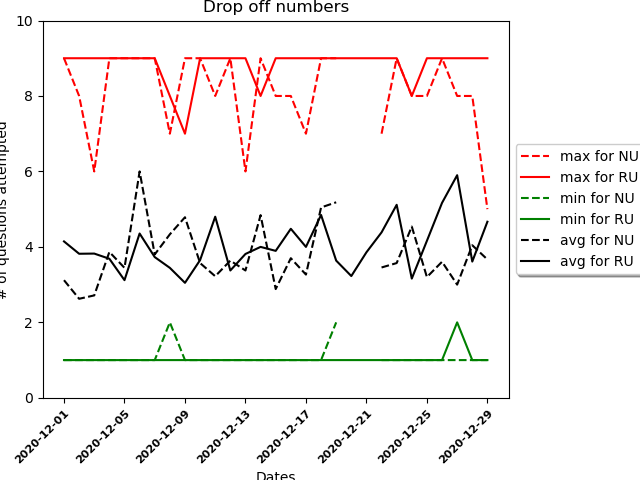 Drop off numbers
# of questions attempted
10
8
6
4
2
0
2020-12-01
2020-12-05
2020-12-09
2020-12-13
2020-12-17
2020-12-21
2020-12-25
2020-12-29
Dates
max for NU
max for RU
min for NU
min for RU
avg for NU
avg for RU